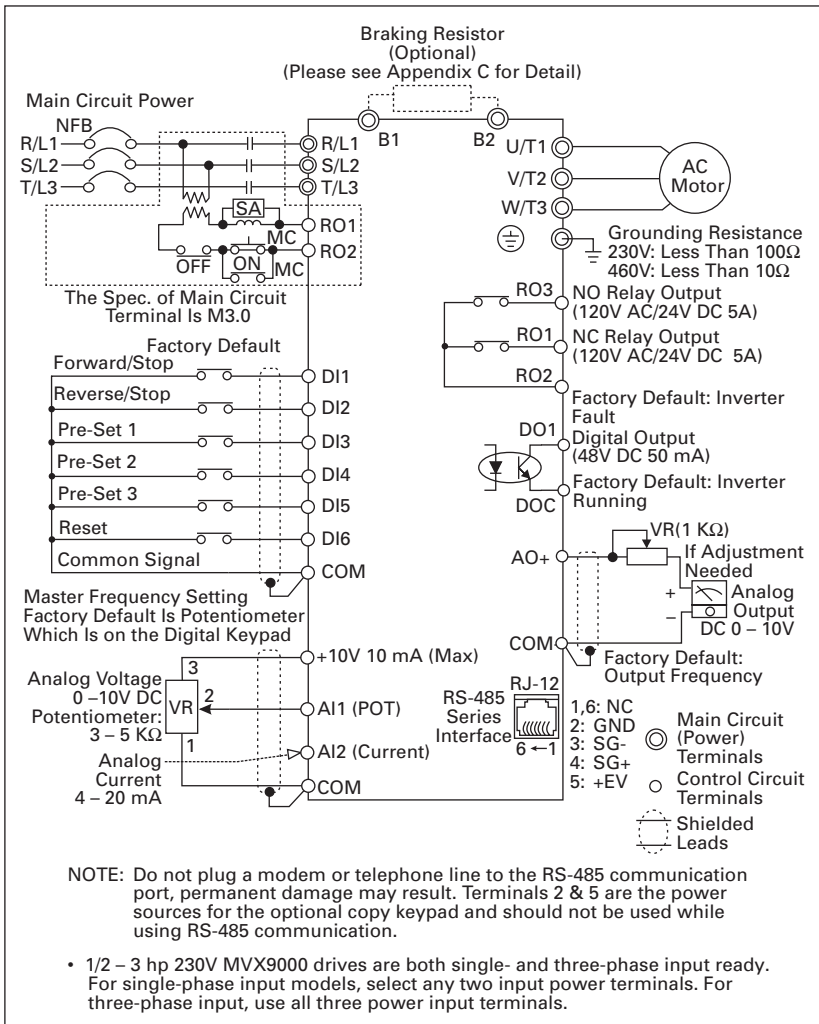 Braking Resistor
(Optional)
(Please see Appendix C for Detail)
Main Circuit Power
NFB
R/L1
S/L2
T/L3
R/L1
S/L2
T/L3
B1
B2
U/T1
V/T2
W/T3
AC
Motor
SA
RO1
MC
RO2
OFF
ON
MC
The Spec. of Main Circuit
Terminal Is M3.0
Grounding Resistance
230V: Less Than 100Ω
460V: Less Than 10Ω
RO3
NO Relay Output
(120V AC/24V DC 5A)
RO1
NC Relay Output
(120V AC/24V DC 5A)
RO2
Factory Default: Inverter
Fault
Factory Default
Forward/Stop
DI1
Reverse/Stop
DI2
Pre-Set 1
DI3
Pre-Set 2
DI4
Pre-Set 3
DI5
Reset
DI6
Common Signal
COM
DO1
Digital Output
(48V DC 50 mA)
Factory Default: Inverter
Running
DOC
VR(1 KΩ)
AO+
If Adjustment
Needed
+
Analog
Output
–
DC 0 – 10V
COM
Factory Default:
Output Frequency
Master Frequency Setting
Factory Default Is Potentiometer
Which Is on the Digital Keypad
3
+10V 10 mA (Max)
Analog Voltage
0 –10V DC
Potentiometer:
3 – 5 KΩ
VR
2
AI1 (POT)
1
Analog
Current
4 – 20 mA
AI2 (Current)
COM
RJ-12
RS-485
Series
Interface
6 ←1
1,6: NC
2: GND
3: SG-
4: SG+
5: +EV
Main Circuit
(Power)
Terminals
Control Circuit
Terminals
Shielded
Leads
NOTE: Do not plug a modem or telephone line to the RS-485 communication
port, permanent damage may result. Terminals 2 & 5 are the power
sources for the optional copy keypad and should not be used while
using RS-485 communication.
• 1/2 – 3 hp 230V MVX9000 drives are both single- and three-phase input ready.
For single-phase input models, select any two input power terminals. For
three-phase input, use all three power input terminals.